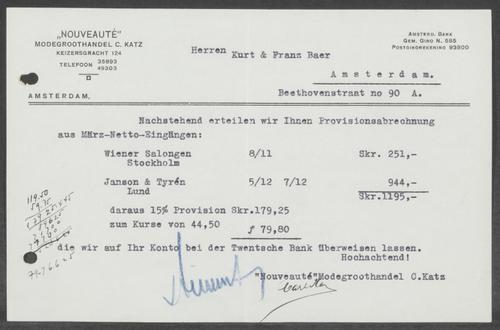 „NOUVEAUTÉ"
MODEGROOTHANDEL C. KATZ
KEIZERSGRACHT 124
TELEFOON 35893
49303
AMSTERD. BANK
GEM. GIRO N. 585
POSTGIROREKENING 93800
Herren Kurt & Franz Baer
Amsterdam.
Beethovenstraat no 90 A.
AMSTERDAM,
Nachstehend erteilen wir Ihnen Provisionsabrechnung
aus März-Netto-Eingängen:
Wiener Salongen 8/11 Skr. 251,-
Stockholm
Janson & Tyrén 5/12 7/12 944,-
Lund Skr.1195,-
daraus 15% Provision Skr.179,25
zum Kurse von 44,50 ƒ 79,80
die wir auf Ihr Konto bei der Twentsche Bank überweisen lassen.
Hochachtend!
"Nouveauté"Modegroothandel C.Katz
119.50
59.75